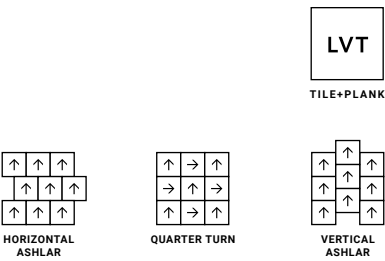 LVT
TILE+PLANK
HORIZONTAL
ASHLAR
QUARTER TURN
VERTICAL
ASHLAR